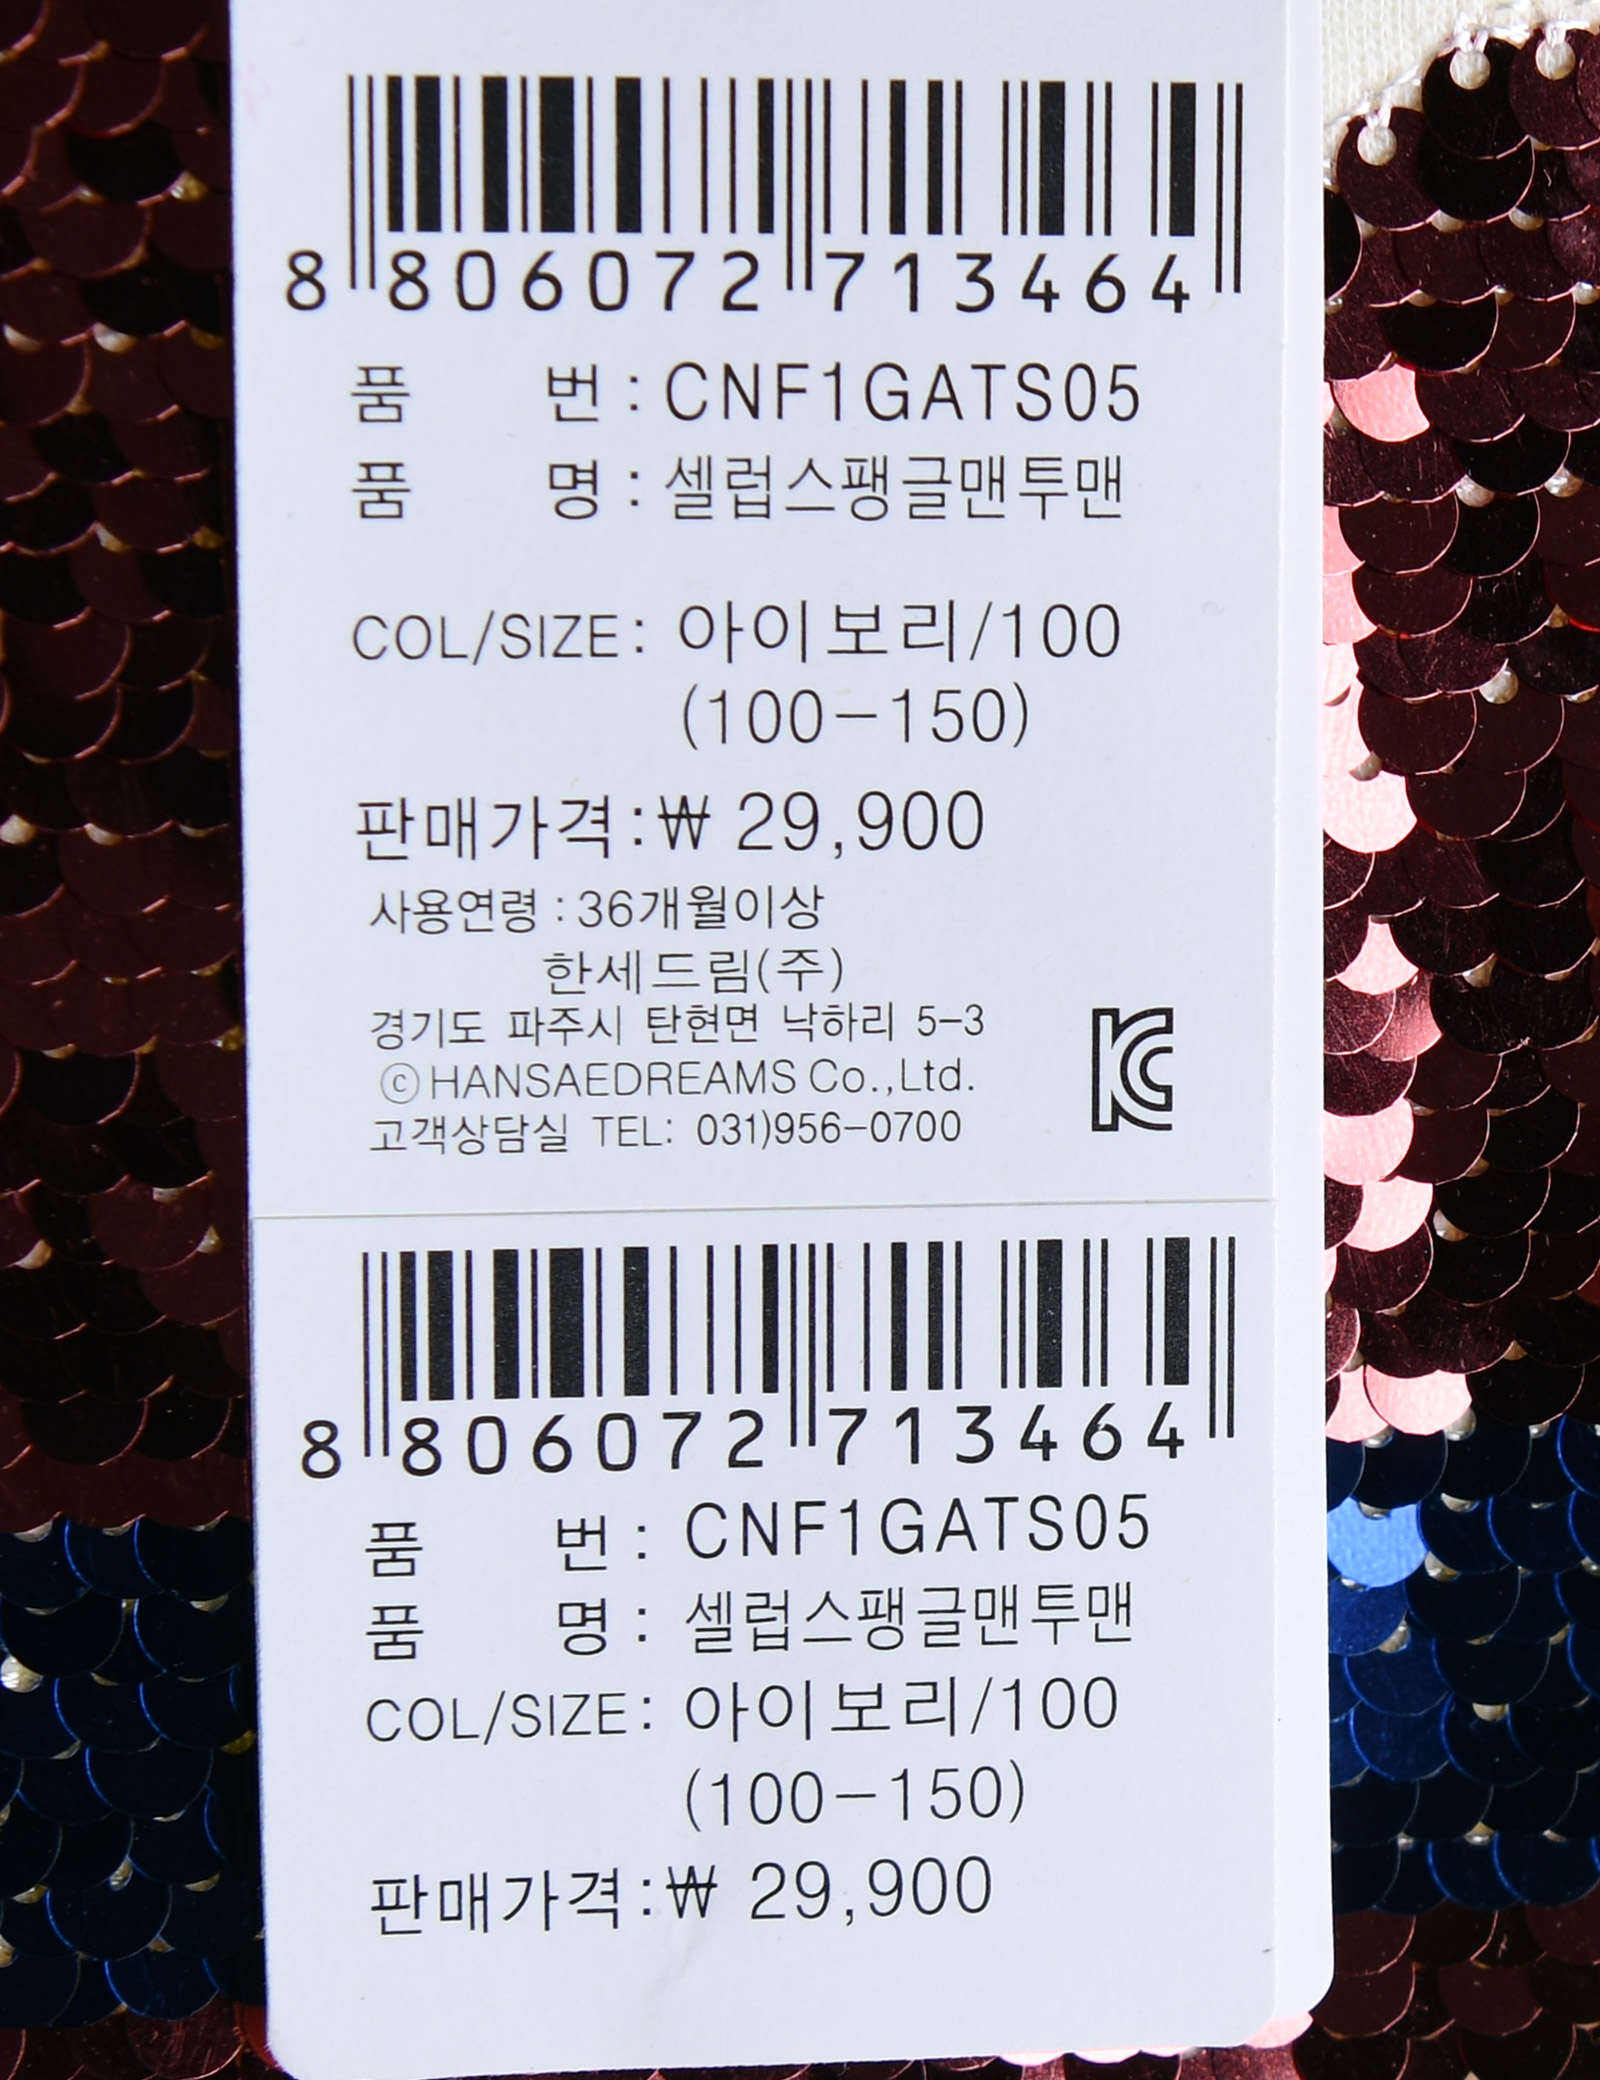 8 806072 713464
품 번 : CNF1GATS05
품 명 : 셀럽스팽글맨투맨
COL/SIZE : 아이보리/100
(100-150)
판매가격 : ₩ 29,900
사용연령 : 36개월이상
한세드림(주)
경기도 파주시 탄현면 낙하리 5-3
ⓒHANSAEDREAMS Co.,Ltd.
고객상담실 TEL: 031)956-0700
KC
8 806072 713464
품 번 : CNF1GATS05
품 명 : 셀럽스팽글맨투맨
COL/SIZE : 아이보리/100
(100-150)
판매가격 : ₩ 29,900